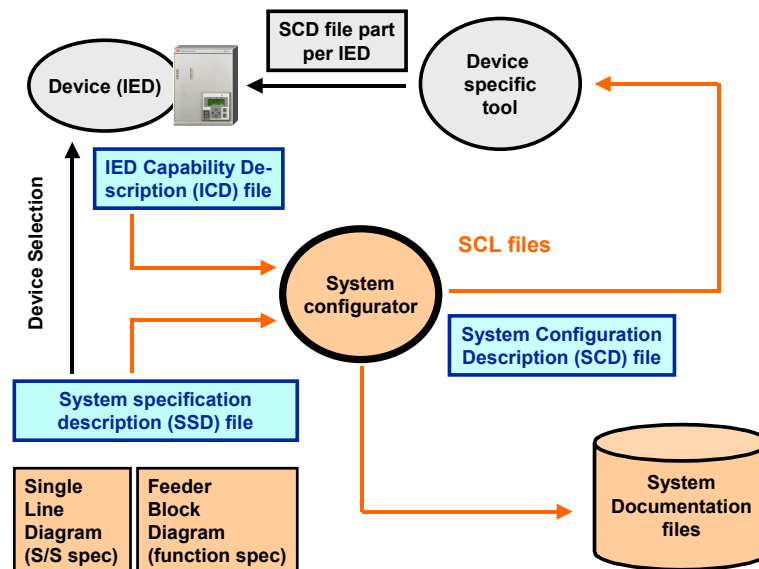 SCD file part
per IED
Device (IED)
Device
specific
tool
IED Capability De-
scription (ICD) file
Device Selection
SCL files
System
configurator
System Configuration
Description (SCD) file
System specification
description (SSD) file
Single
Line
Diagram
(S/S spec)
Feeder
Block
Diagram
(function spec)
System
Documentation
files